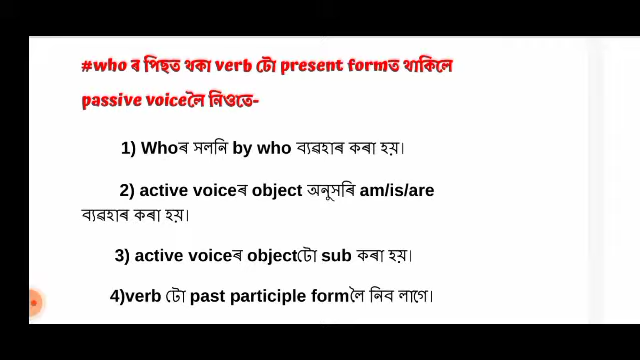 #who ৰ পিছত থকা verb টো present formত থাকিলে
passive voiceলৈ নিওতে-
1) Whoৰ সলনি by who ব্যৱহাৰ কৰা হয়।
2) active voiceৰ object অনুসৰি am/is/are
ব্যৱহাৰ কৰা হয়।
3) active voiceৰ objectটো sub কৰা হয়।
4)verb টো past participle formলৈ নিব লাগে।